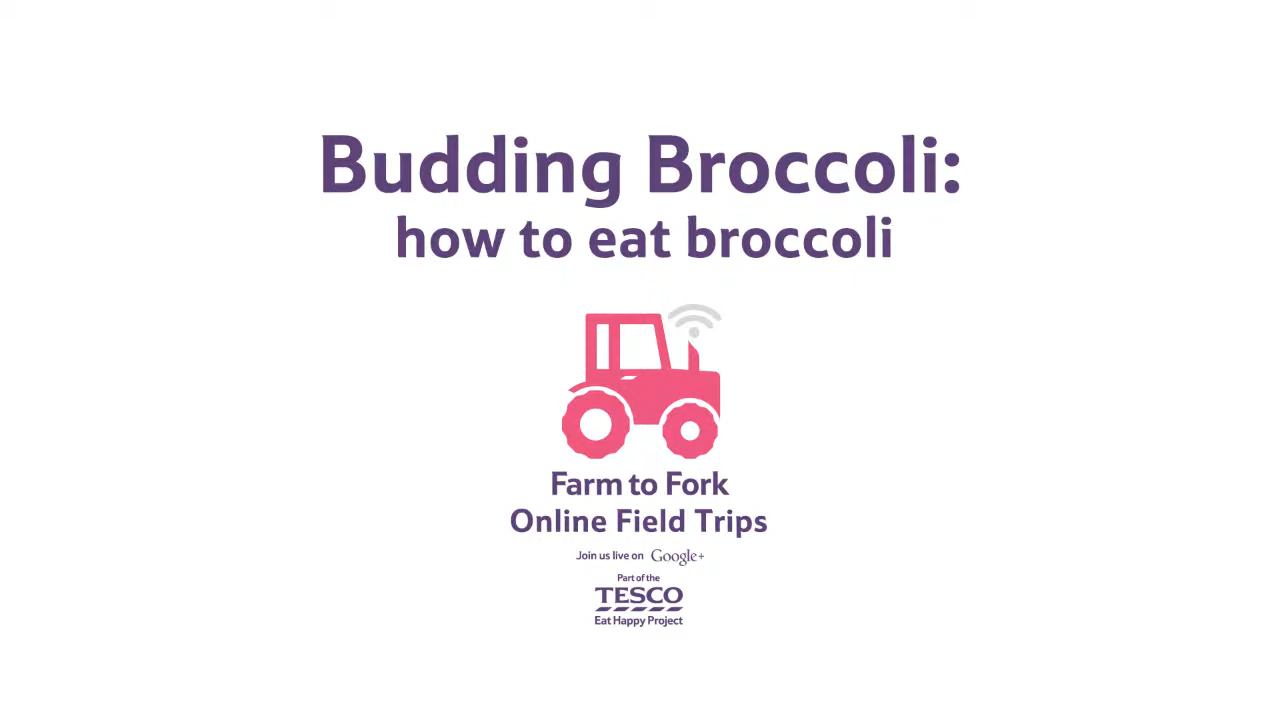 Budding Broccoli:
how to eat broccoli
Farm to Fork
Online Field Trips
Join us live on Google+
Part of the
TESCO
Eat Happy Project